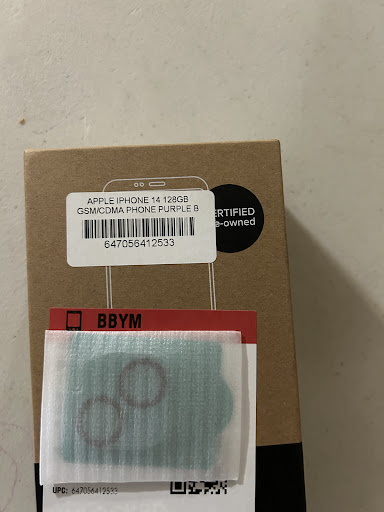 APPLE IPHONE 14 128GB
GSM/CDMA PHONE PURPLE B
647056412533
ERTIFIED
e-owned
BBYM
UPC: 647056412533